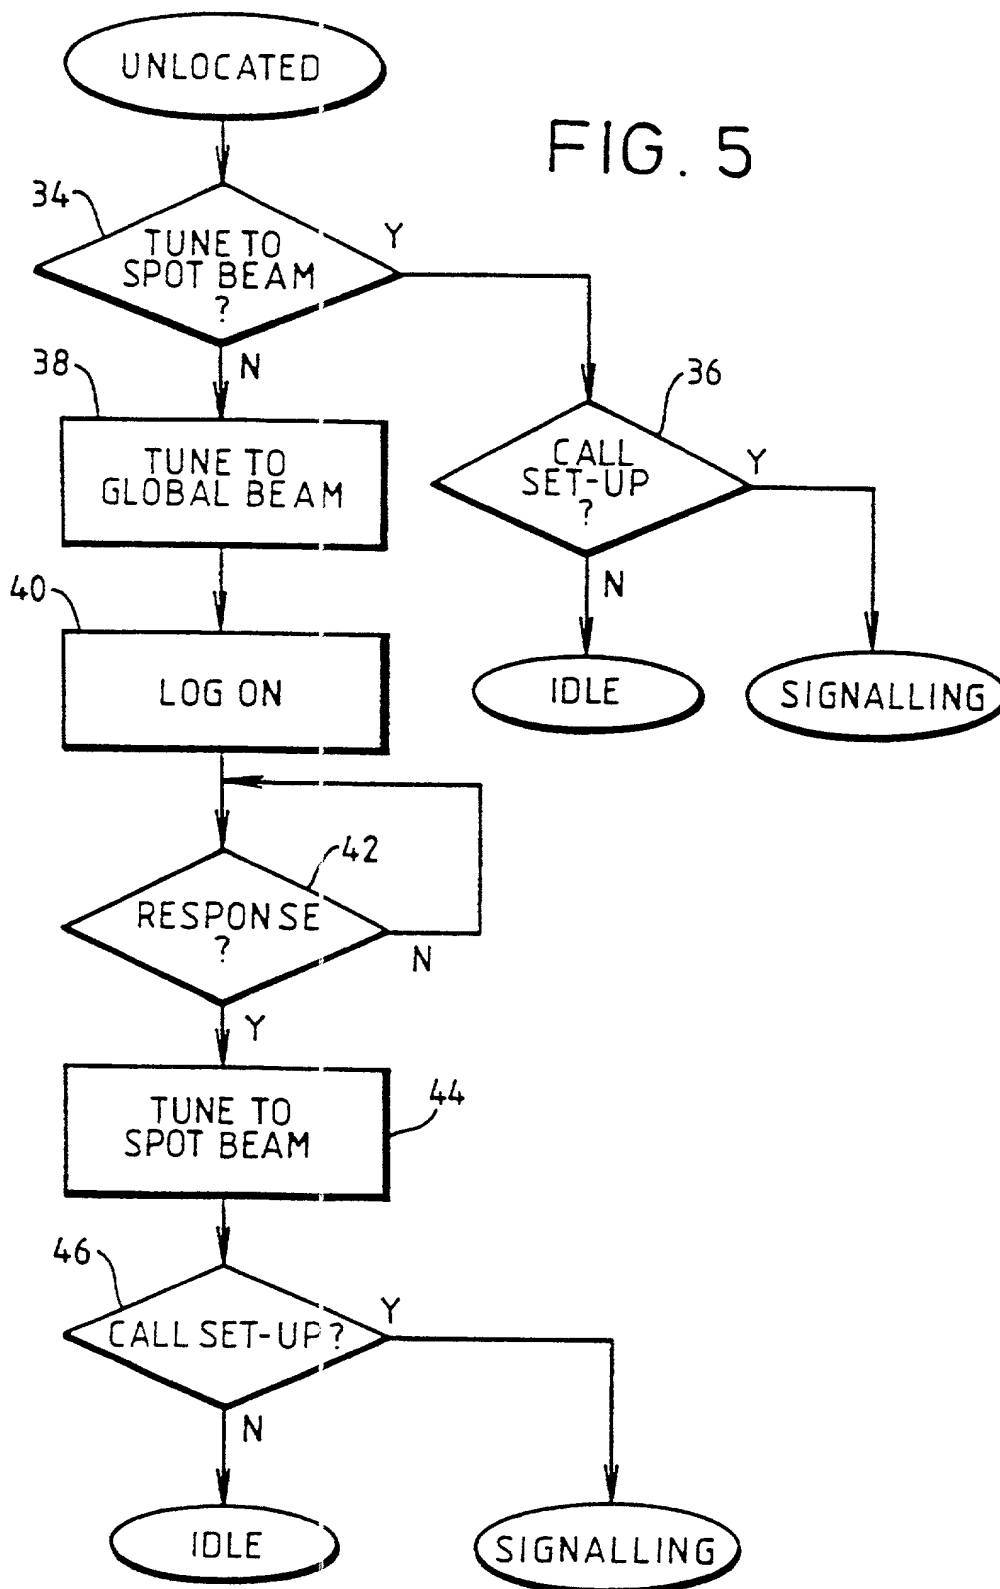 UNLOCATED
FIG. 5
34
TUNE TO
SPOT BEAM
?
Y
N
38
TUNE TO
GLOBAL BEAM
36
CALL
SET-UP
?
Y
N
40
LOG ON
IDLE
SIGNALLING
42
RESPONSE
?
N
Y
TUNE TO
SPOT BEAM
44
46
CALL SET-UP?
Y
N
IDLE
SIGNALLING